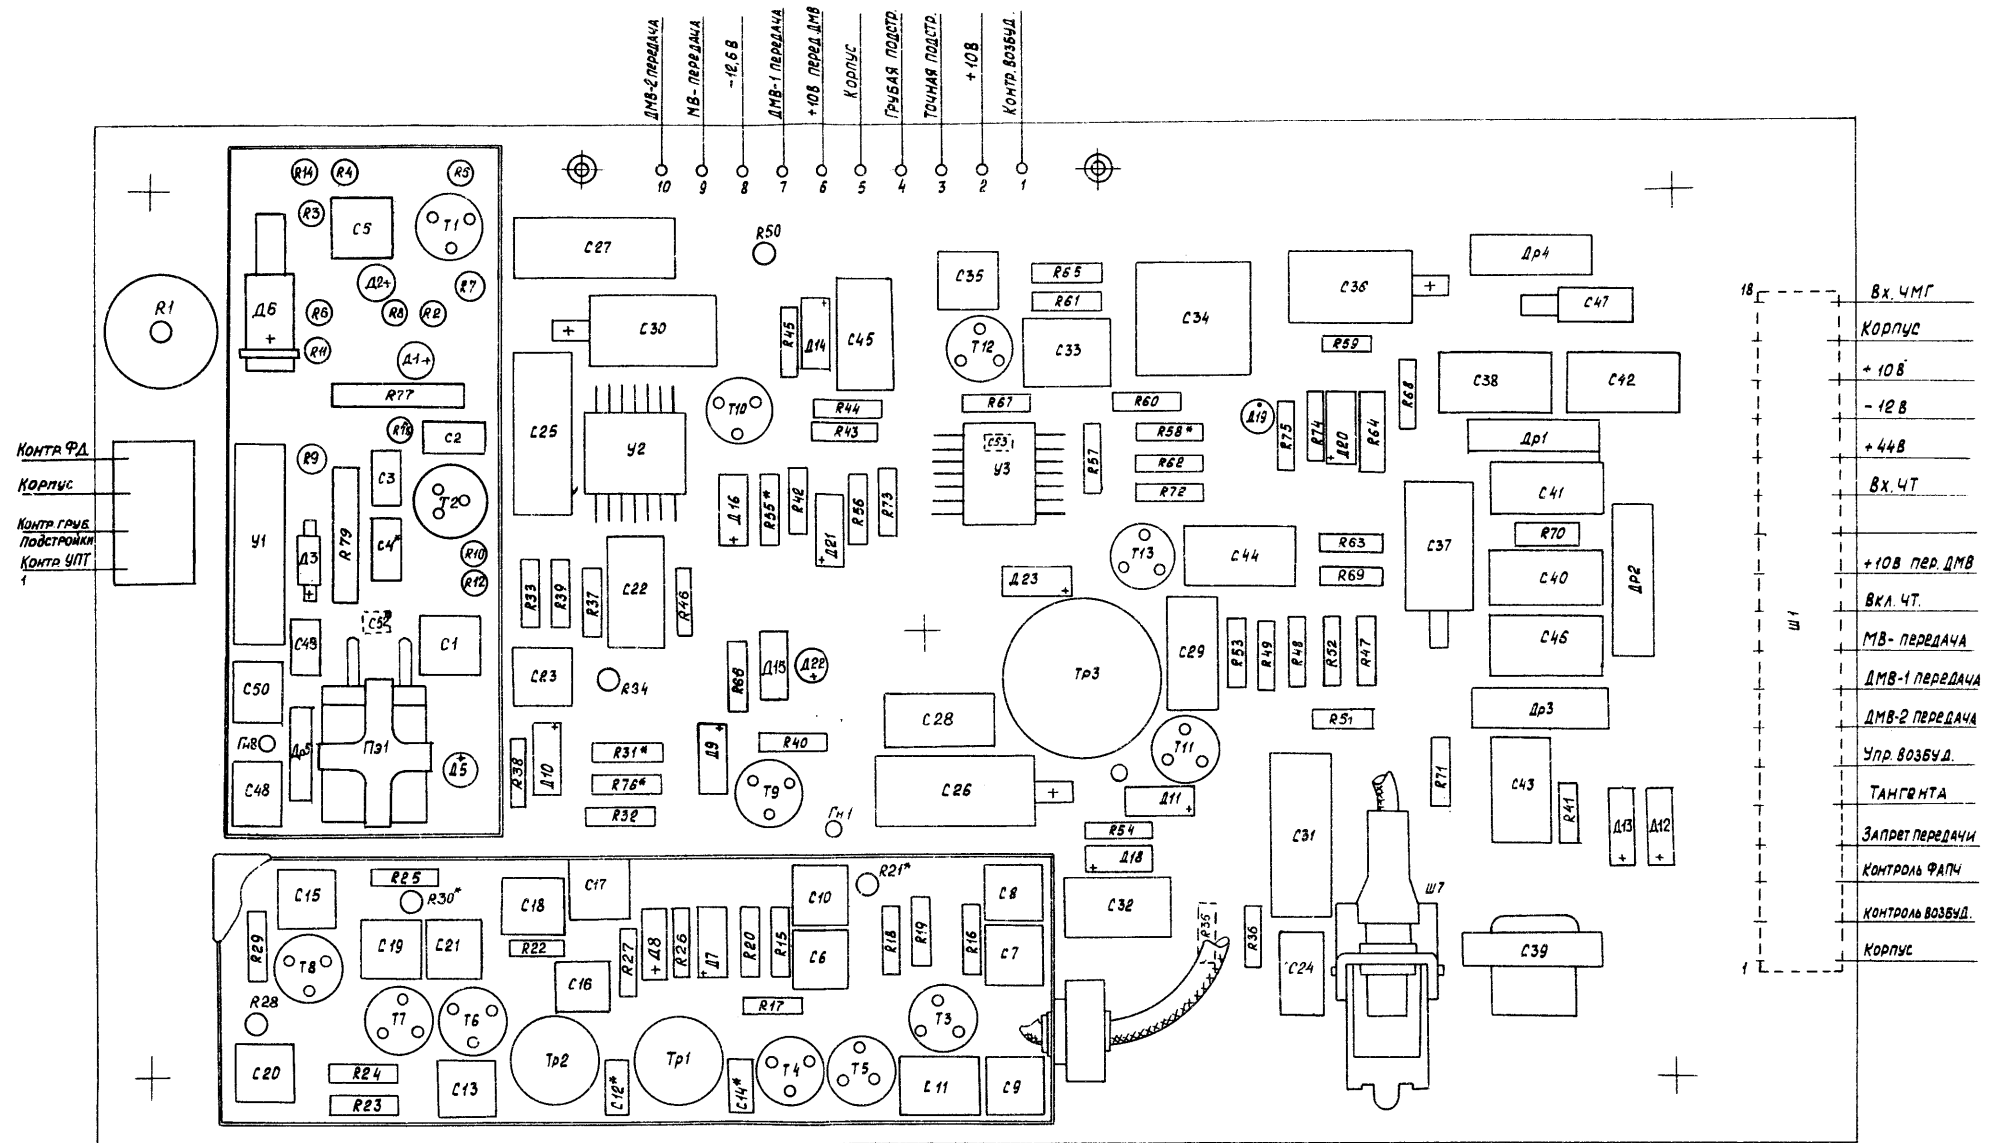 ДМВ-2 ПЕРЕДАЧА
МВ- ПЕРЕДАЧА
-12,6 В
ДМВ-1 ПЕРЕДАЧА
+10В ПЕРЕД ДМВ
Корпус
ГРУБАЯ ПОДСТР.
ТОЧНАЯ ПОДСТР.
+10В
КОНТР. ВОЗБУД.
10 9 8 7 6 5 4 3 2 1
R14 R4 R5
R3 C5 T1
Д2+ R7
R1 Д6 R6 R8 R2
+
R11 Д1+
R77
C2
R9 C3
T2
У1 R79 C4*
Д3
+
R10
R12
C52*
C49 C1
C50
Гн8 Др5 Пэ1 Д5
+
C48
Контр. ФД
Корпус
Контр ГРУБ.
Подстройки
Контр. УПТ
1
C27 R50
C30 + R45 Д14 + C45
C25 У2 T10 R44
R43
Д16 + R55* R42 Д21 + R56 R73
R33 R39 R37 C22 R46
C23 R34 R66 Д15 Д22 +
R38 Д10 + R31* Д9 + R40
R76* T9
R32 Гн1
C35 R65
R61
T12 C33 C34
R67 R60
C53 У3 R57 R58*
R62
R72
C36 +
R59
R68
Д19 R75 R74 Д20 + R64
Др4
C47
C38 C42
Др1
C41
R70
C37 C40 Др2
C46
Др3
T13 C44 R63
R69
Д23 +
Тр3 C29 R53 R49 R48 R52 R47
R51
C28 T11
C26 + Д11 +
R54
Д18 +
C32
R71 C43 R41 Д13 + Д12 +
C31
Ш7
R35 R36 C24 C39
C15 R25
R30*
R29 C19 C21
T8
R28
C20 T7 T6
R24
R23
C13
C18 C17
R22
C16
R27 Д8 + R26 Д7 + R20 R15
C10 R21*
C6 R18 R19 R16
C8
C7
R17
T3
Тр2 C12* Тр1 C14* T4 T5
C11 C9
18
Ш1
1
Вх. ЧМГ
Корпус
+ 10В
- 12В
+ 44В
Вх. ЧТ
+10В ПЕР. ДМВ
Вкл. ЧТ.
МВ- ПЕРЕДАЧА
ДМВ-1 ПЕРЕДАЧА
ДМВ-2 ПЕРЕДАЧА
Упр. ВОЗБУД.
ТАНГЕНТА
ЗАПРЕТ ПЕРЕДАЧИ
КОНТРОЛЬ ФАПЧ
КОНТРОЛЬ ВОЗБУД.
Корпус